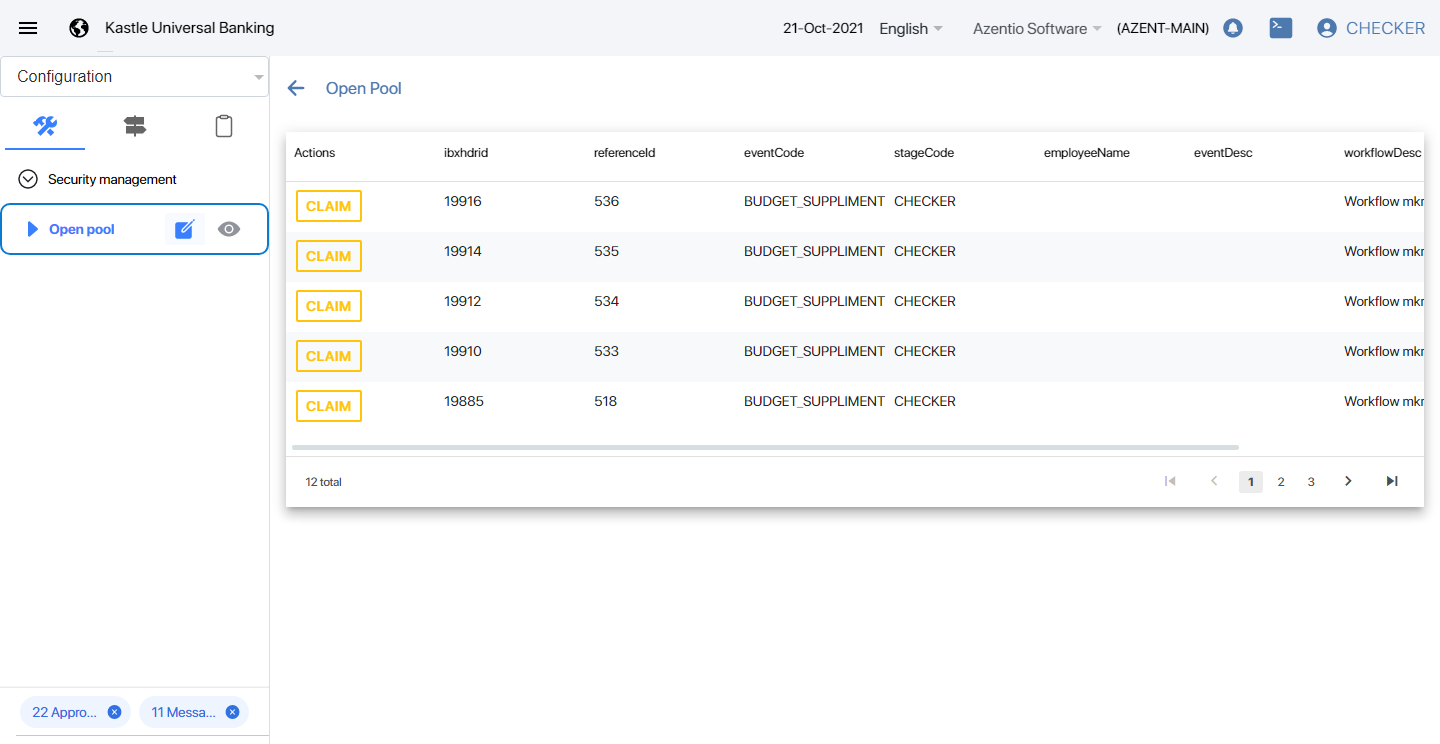 Kastle Universal Banking 21-Oct-2021 English Azentio Software (AZENT-MAIN) CHECKER
Configuration
Security management
Open pool
22 Appro... 11 Messa...
Open Pool
Actions ibxhdrid referenceId eventCode stageCode employeeName eventDesc workflowDesc
CLAIM 19916 536 BUDGET_SUPPLIMENT CHECKER Workflow mkr
CLAIM 19914 535 BUDGET_SUPPLIMENT CHECKER Workflow mkr
CLAIM 19912 534 BUDGET_SUPPLIMENT CHECKER Workflow mkr
CLAIM 19910 533 BUDGET_SUPPLIMENT CHECKER Workflow mkr
CLAIM 19885 518 BUDGET_SUPPLIMENT CHECKER Workflow mkr
12 total 1 2 3